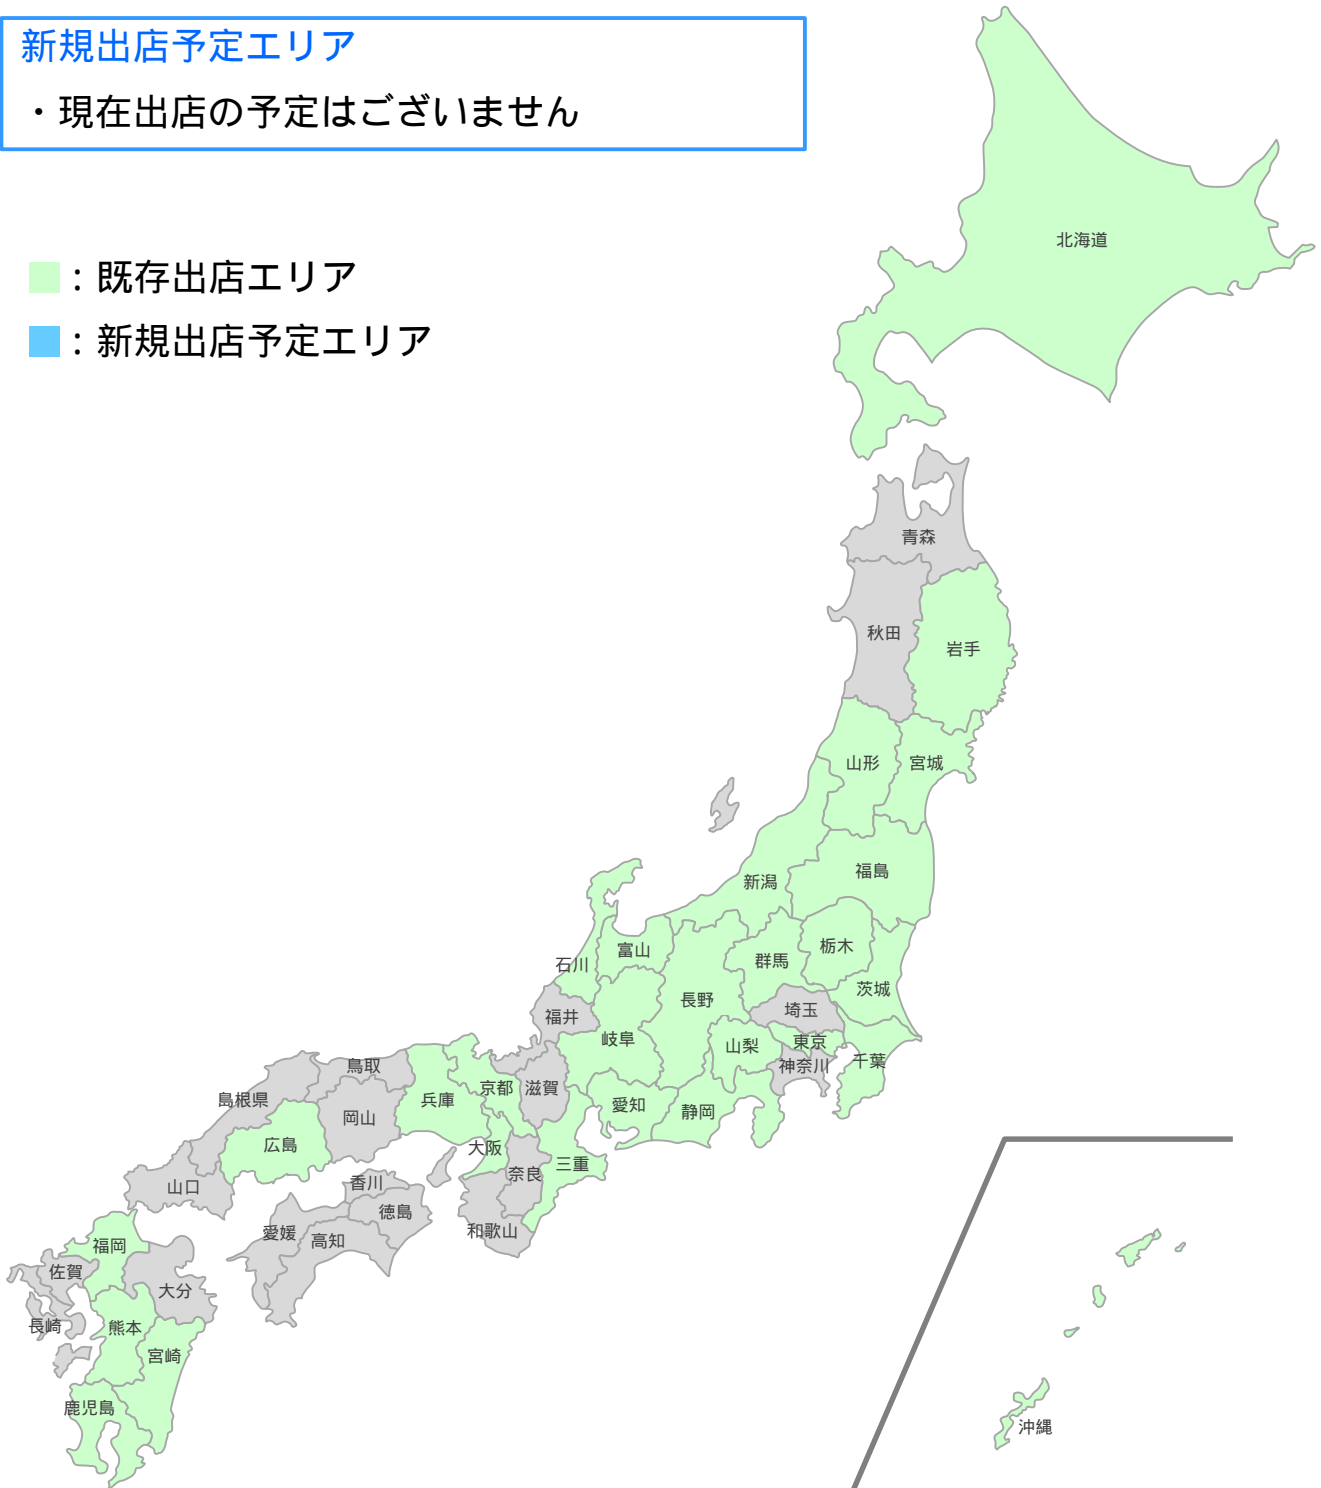 新規出店予定エリア
・現在出店の予定はございません
：既存出店エリア
：新規出店予定エリア
北海道
青森
秋田
岩手
山形
宮城
福島
新潟
栃木
富山
群馬
石川
茨城
長野
埼玉
福井
岐阜
東京
山梨
千葉
神奈川
鳥取
京都
滋賀
島根県
兵庫
愛知
静岡
岡山
広島
大阪
三重
奈良
香川
山口
徳島
和歌山
愛媛
高知
福岡
佐賀
大分
長崎
熊本
宮崎
鹿児島
沖縄